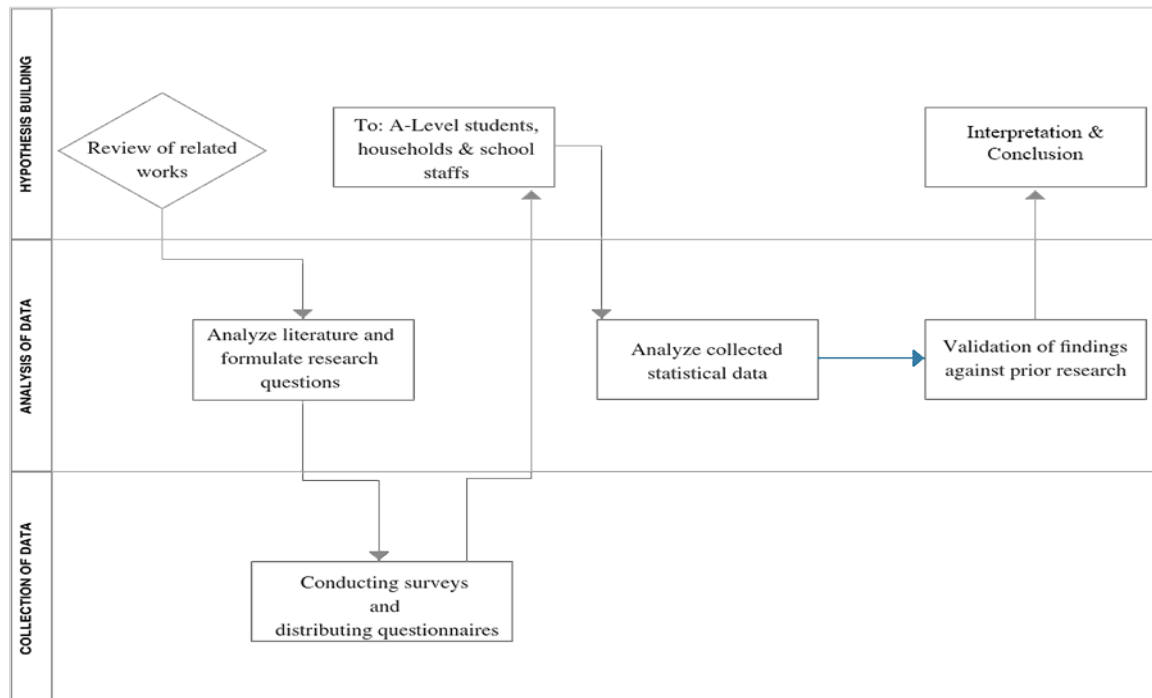 HYPOTHESIS BUILDING
Review of related
works
To: A-Level students,
households & school
staffs
Interpretation &
Conclusion
ANALYSIS OF DATA
Analyze literature and
formulate research
questions
Analyze collected
statistical data
Validation of findings
against prior research
COLLECTION OF DATA
Conducting surveys
and
distributing questionnaires